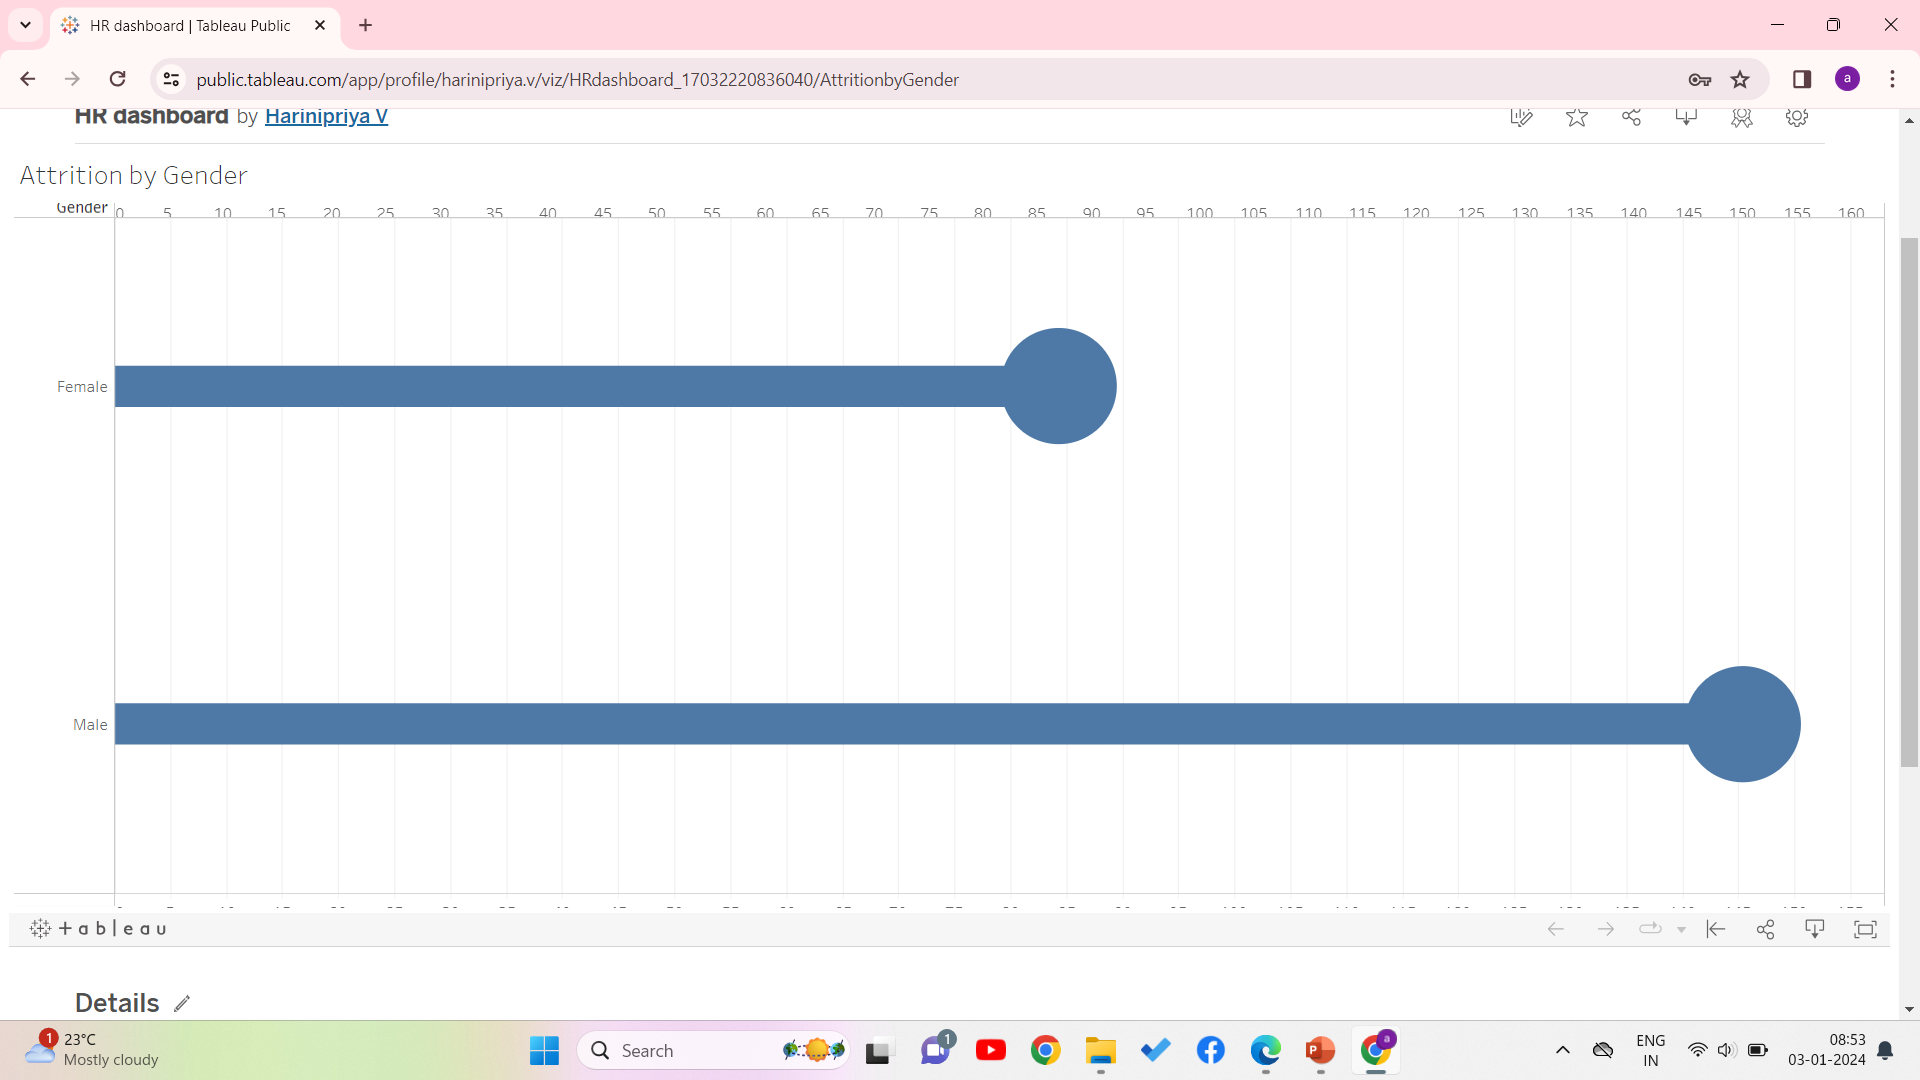 HR dashboard | Tableau Public
public.tableau.com/app/profile/harinipriya.v/viz/HRdashboard_17032220836040/AttritionbyGender
a
HR dashboard by Harinipriya V
Attrition by Gender
Gender 0 5 10 15 20 25 30 35 40 45 50 55 60 65 70 75 80 85 90 95 100 105 110 115 120 125 130 135 140 145 150 155 160
Female
Male
+ableau
Details
1
23°C
Mostly cloudy
Search
1
a
ENG
IN
08:53
03-01-2024